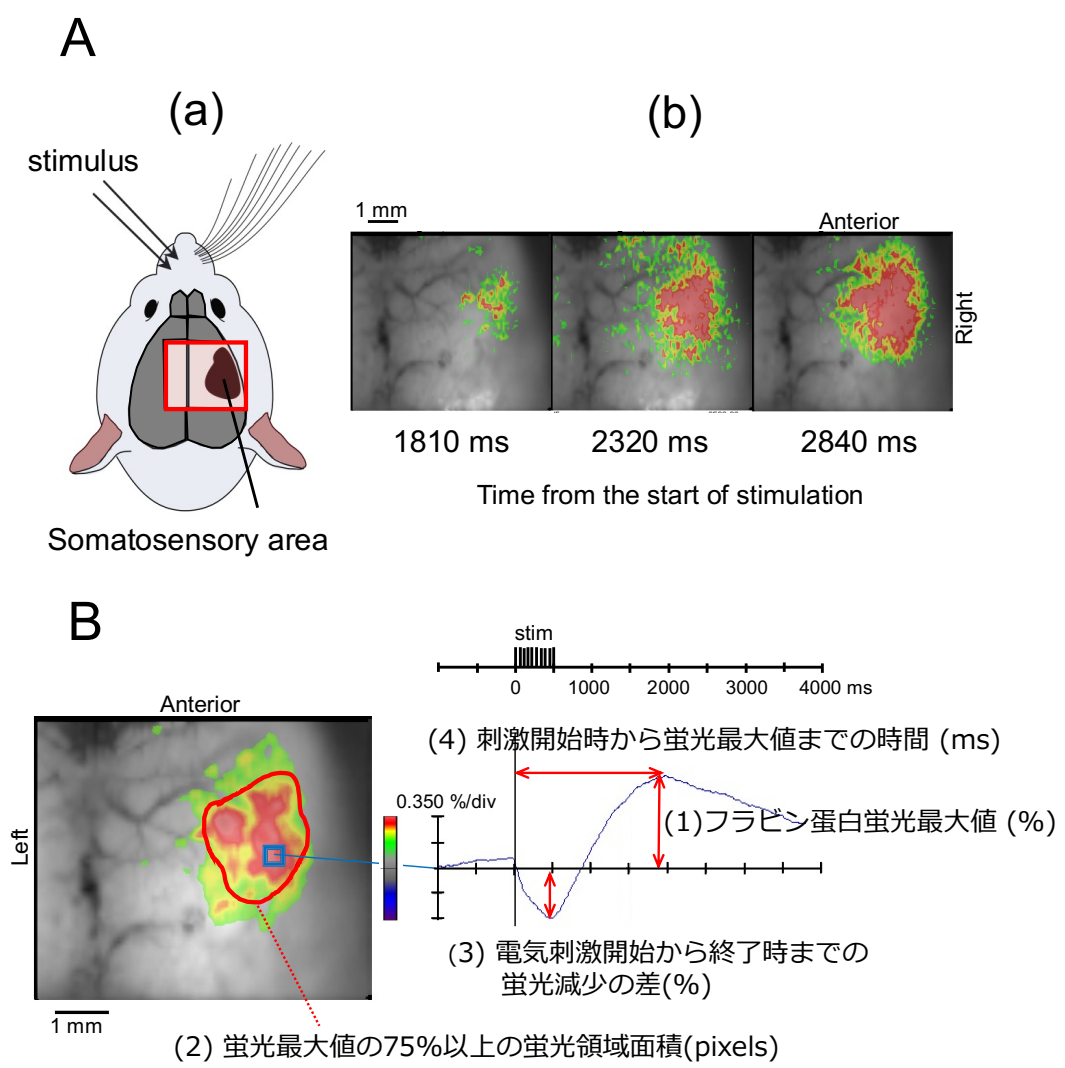 A
(a)
(b)
stimulus
1 mm
Anterior
Right
1810 ms
2320 ms
2840 ms
Time from the start of stimulation
Somatosensory area
B
stim
0 1000 2000 3000 4000 ms
Anterior
Left
(4) 刺激開始時から蛍光最大値までの時間 (ms)
0.350 %/div
(1)フラビン蛋白蛍光最大値 (%)
(3) 電気刺激開始から終了時までの
蛍光減少の差(%)
1 mm
(2) 蛍光最大値の75%以上の蛍光領域面積(pixels)